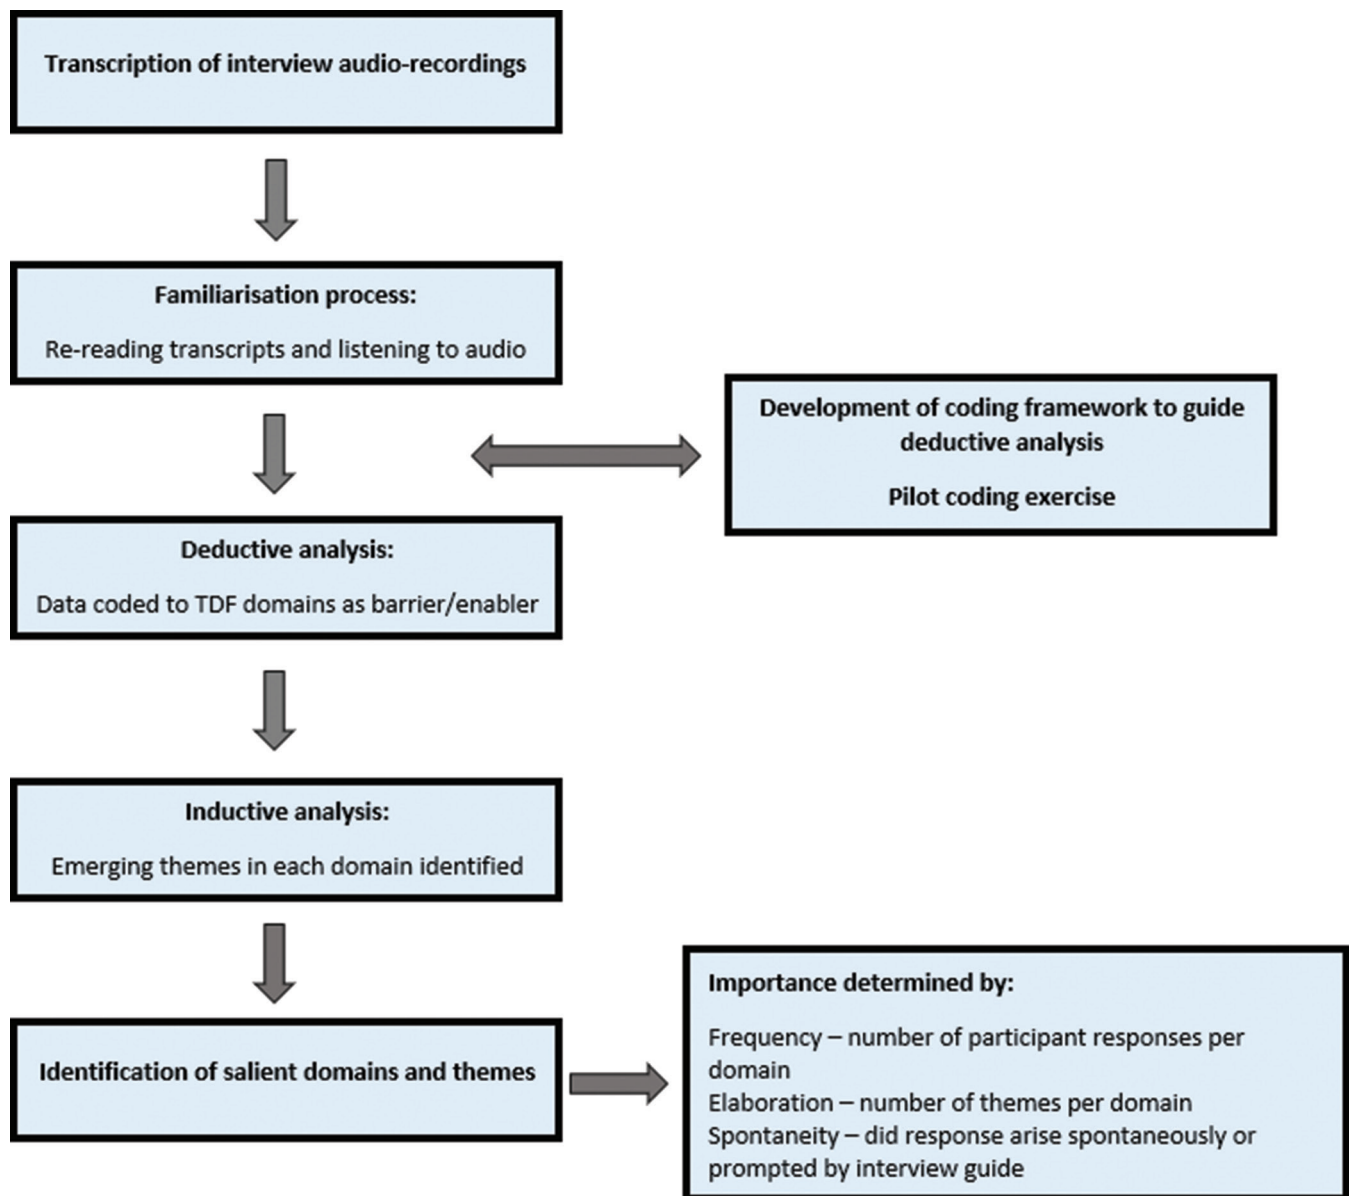 Transcription of interview audio-recordings
Familiarisation process:
Re-reading transcripts and listening to audio
Development of coding framework to guide
deductive analysis
Pilot coding exercise
Deductive analysis:
Data coded to TDF domains as barrier/enabler
Inductive analysis:
Emerging themes in each domain identified
Identification of salient domains and themes
Importance determined by:
Frequency – number of participant responses per
domain
Elaboration – number of themes per domain
Spontaneity – did response arise spontaneously or
prompted by interview guide